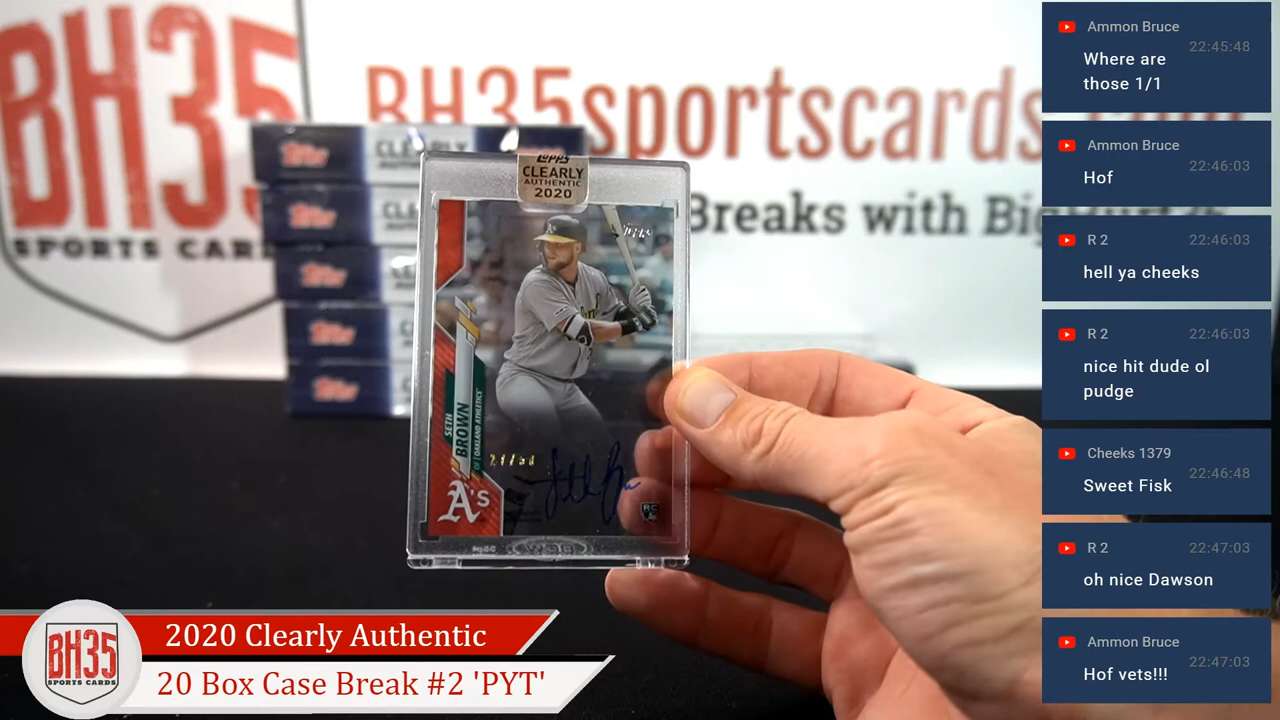 BH35
SPORTS CARDS
BH35sportscards
Breaks with Big
Topps
CLEARLY
AUTHENTIC
2020
Topps
SETH
BROWN
OF | OAKLAND ATHLETICS
A'S
RC
BH35
SPORTS CARDS
2020 Clearly Authentic
20 Box Case Break #2 'PYT'
Ammon Bruce
22:45:48
Where are
those 1/1
Ammon Bruce
22:46:03
Hof
R 2
22:46:03
hell ya cheeks
R 2
22:46:03
nice hit dude ol
pudge
Cheeks 1379
22:46:48
Sweet Fisk
R 2
22:47:03
oh nice Dawson
Ammon Bruce
22:47:03
Hof vets!!!